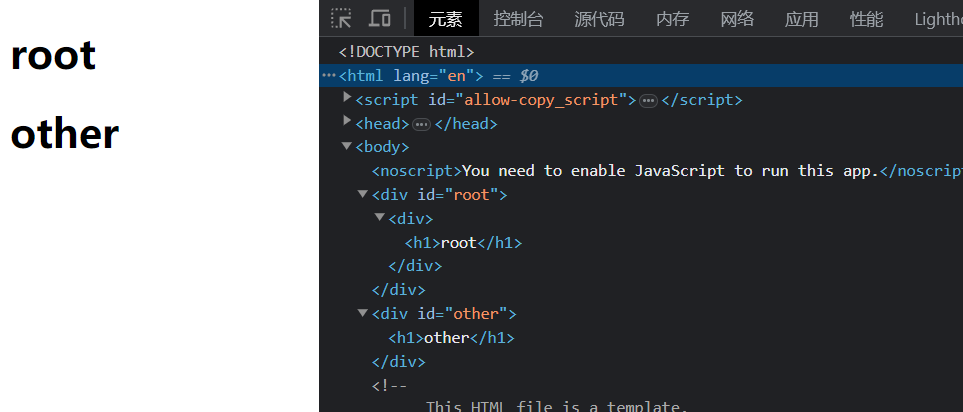 root
other
元素 控制台 源代码 内存 网络 应用 性能 Lightho
<!DOCTYPE html>
⋯<html lang="en"> == $0
▶<script id="allow-copy_script">⋯</script>
▶<head>⋯</head>
▼<body>
<noscript>You need to enable JavaScript to run this app.</noscript
▼<div id="root">
▼<div>
<h1>root</h1>
</div>
</div>
▼<div id="other">
<h1>other</h1>
</div>
<!--
This HTML file is a template.